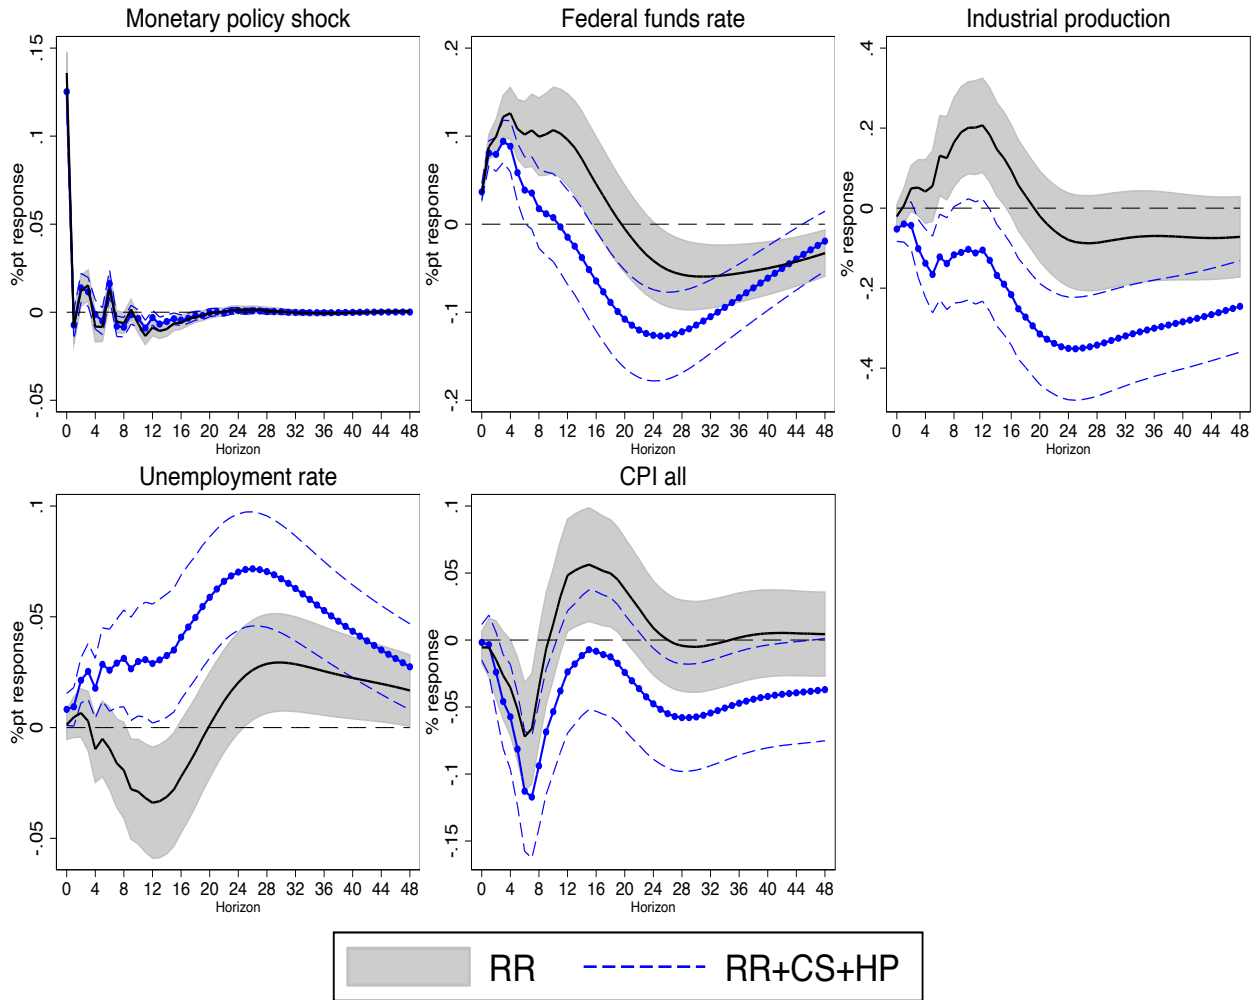 Monetary policy shock
%pt response
.15
.1
.05
0
-.05
0 4 8 12 16 20 24 28 32 36 40 44 48
Horizon
Federal funds rate
%pt response
.2
.1
0
-.1
-.2
0 4 8 12 16 20 24 28 32 36 40 44 48
Horizon
Industrial production
% response
.4
.2
0
-.2
-.4
0 4 8 12 16 20 24 28 32 36 40 44 48
Horizon
Unemployment rate
%pt response
.1
.05
0
-.05
0 4 8 12 16 20 24 28 32 36 40 44 48
Horizon
CPI all
% response
.1
.05
0
-.05
-.1
-.15
0 4 8 12 16 20 24 28 32 36 40 44 48
Horizon
RR
RR+CS+HP